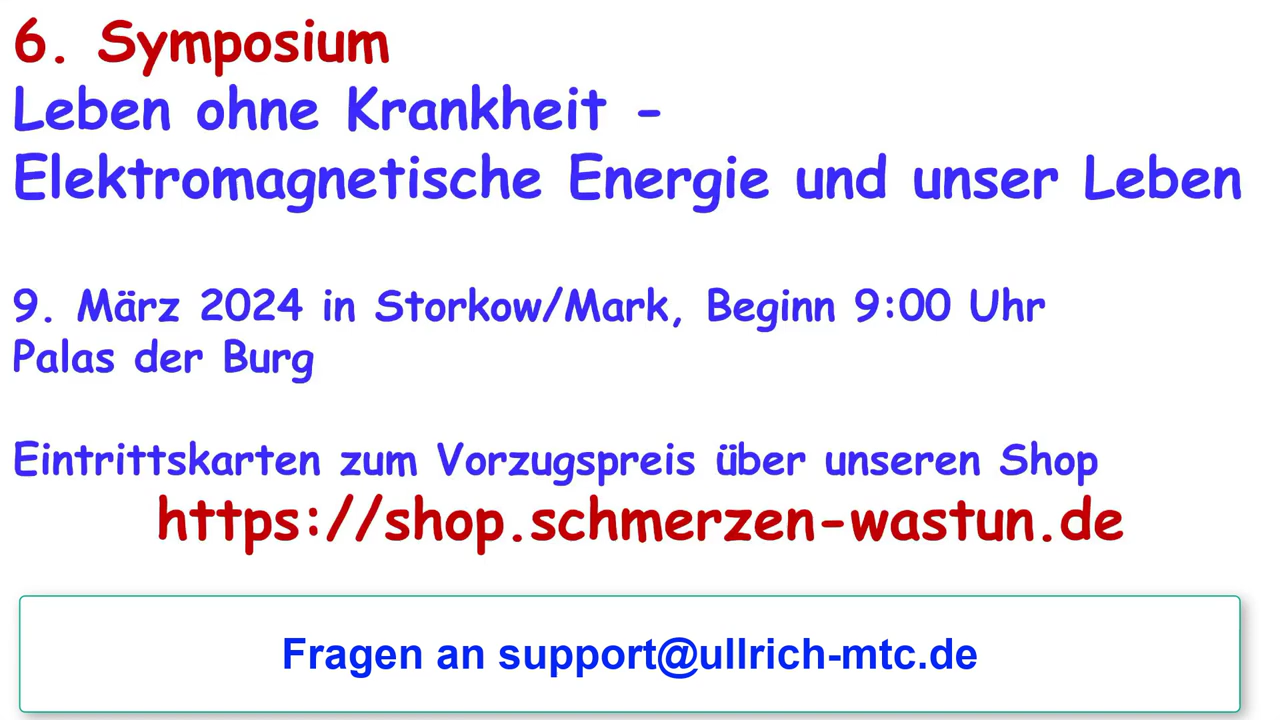 6. Symposium
Leben ohne Krankheit -
Elektromagnetische Energie und unser Leben
9. März 2024 in Storkow/Mark, Beginn 9:00 Uhr
Palas der Burg
Eintrittskarten zum Vorzugspreis über unseren Shop
https://shop.schmerzen-wastun.de
Fragen an support@ullrich-mtc.de